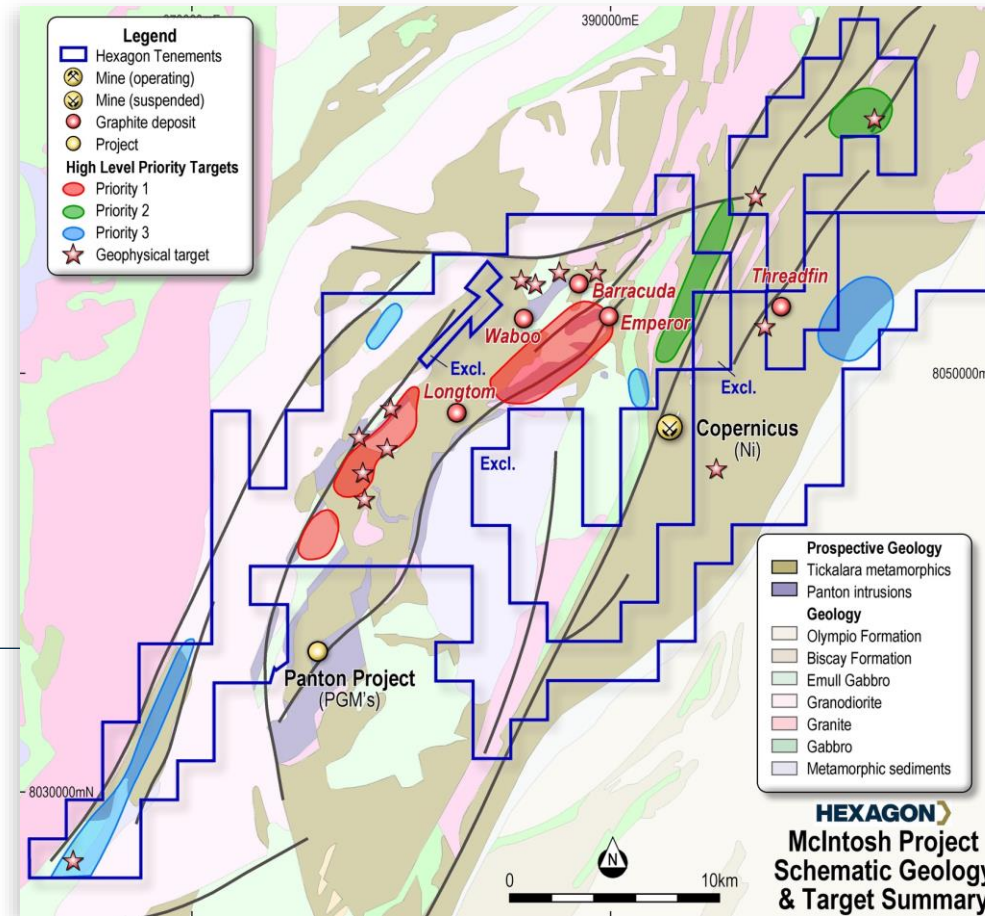 390000mE
Legend
Hexagon Tenements
Mine (operating)
Mine (suspended)
Graphite deposit
Project
High Level Priority Targets
Priority 1
Priority 2
Priority 3
Geophysical target
Threadfin
Barracuda
Waboo
Emperor
Excl.
Excl.
8050000m
Longtom
Copernicus
(Ni)
Excl.
Panton Project
(PGM's)
Prospective Geology
Tickalara metamorphics
Panton intrusions
Geology
Olympio Formation
Biscay Formation
Emull Gabbro
Granodiorite
Granite
Gabbro
Metamorphic sediments
8030000mN
HEXAGON
McIntosh Project
Schematic Geology
& Target Summary
N
0 10km